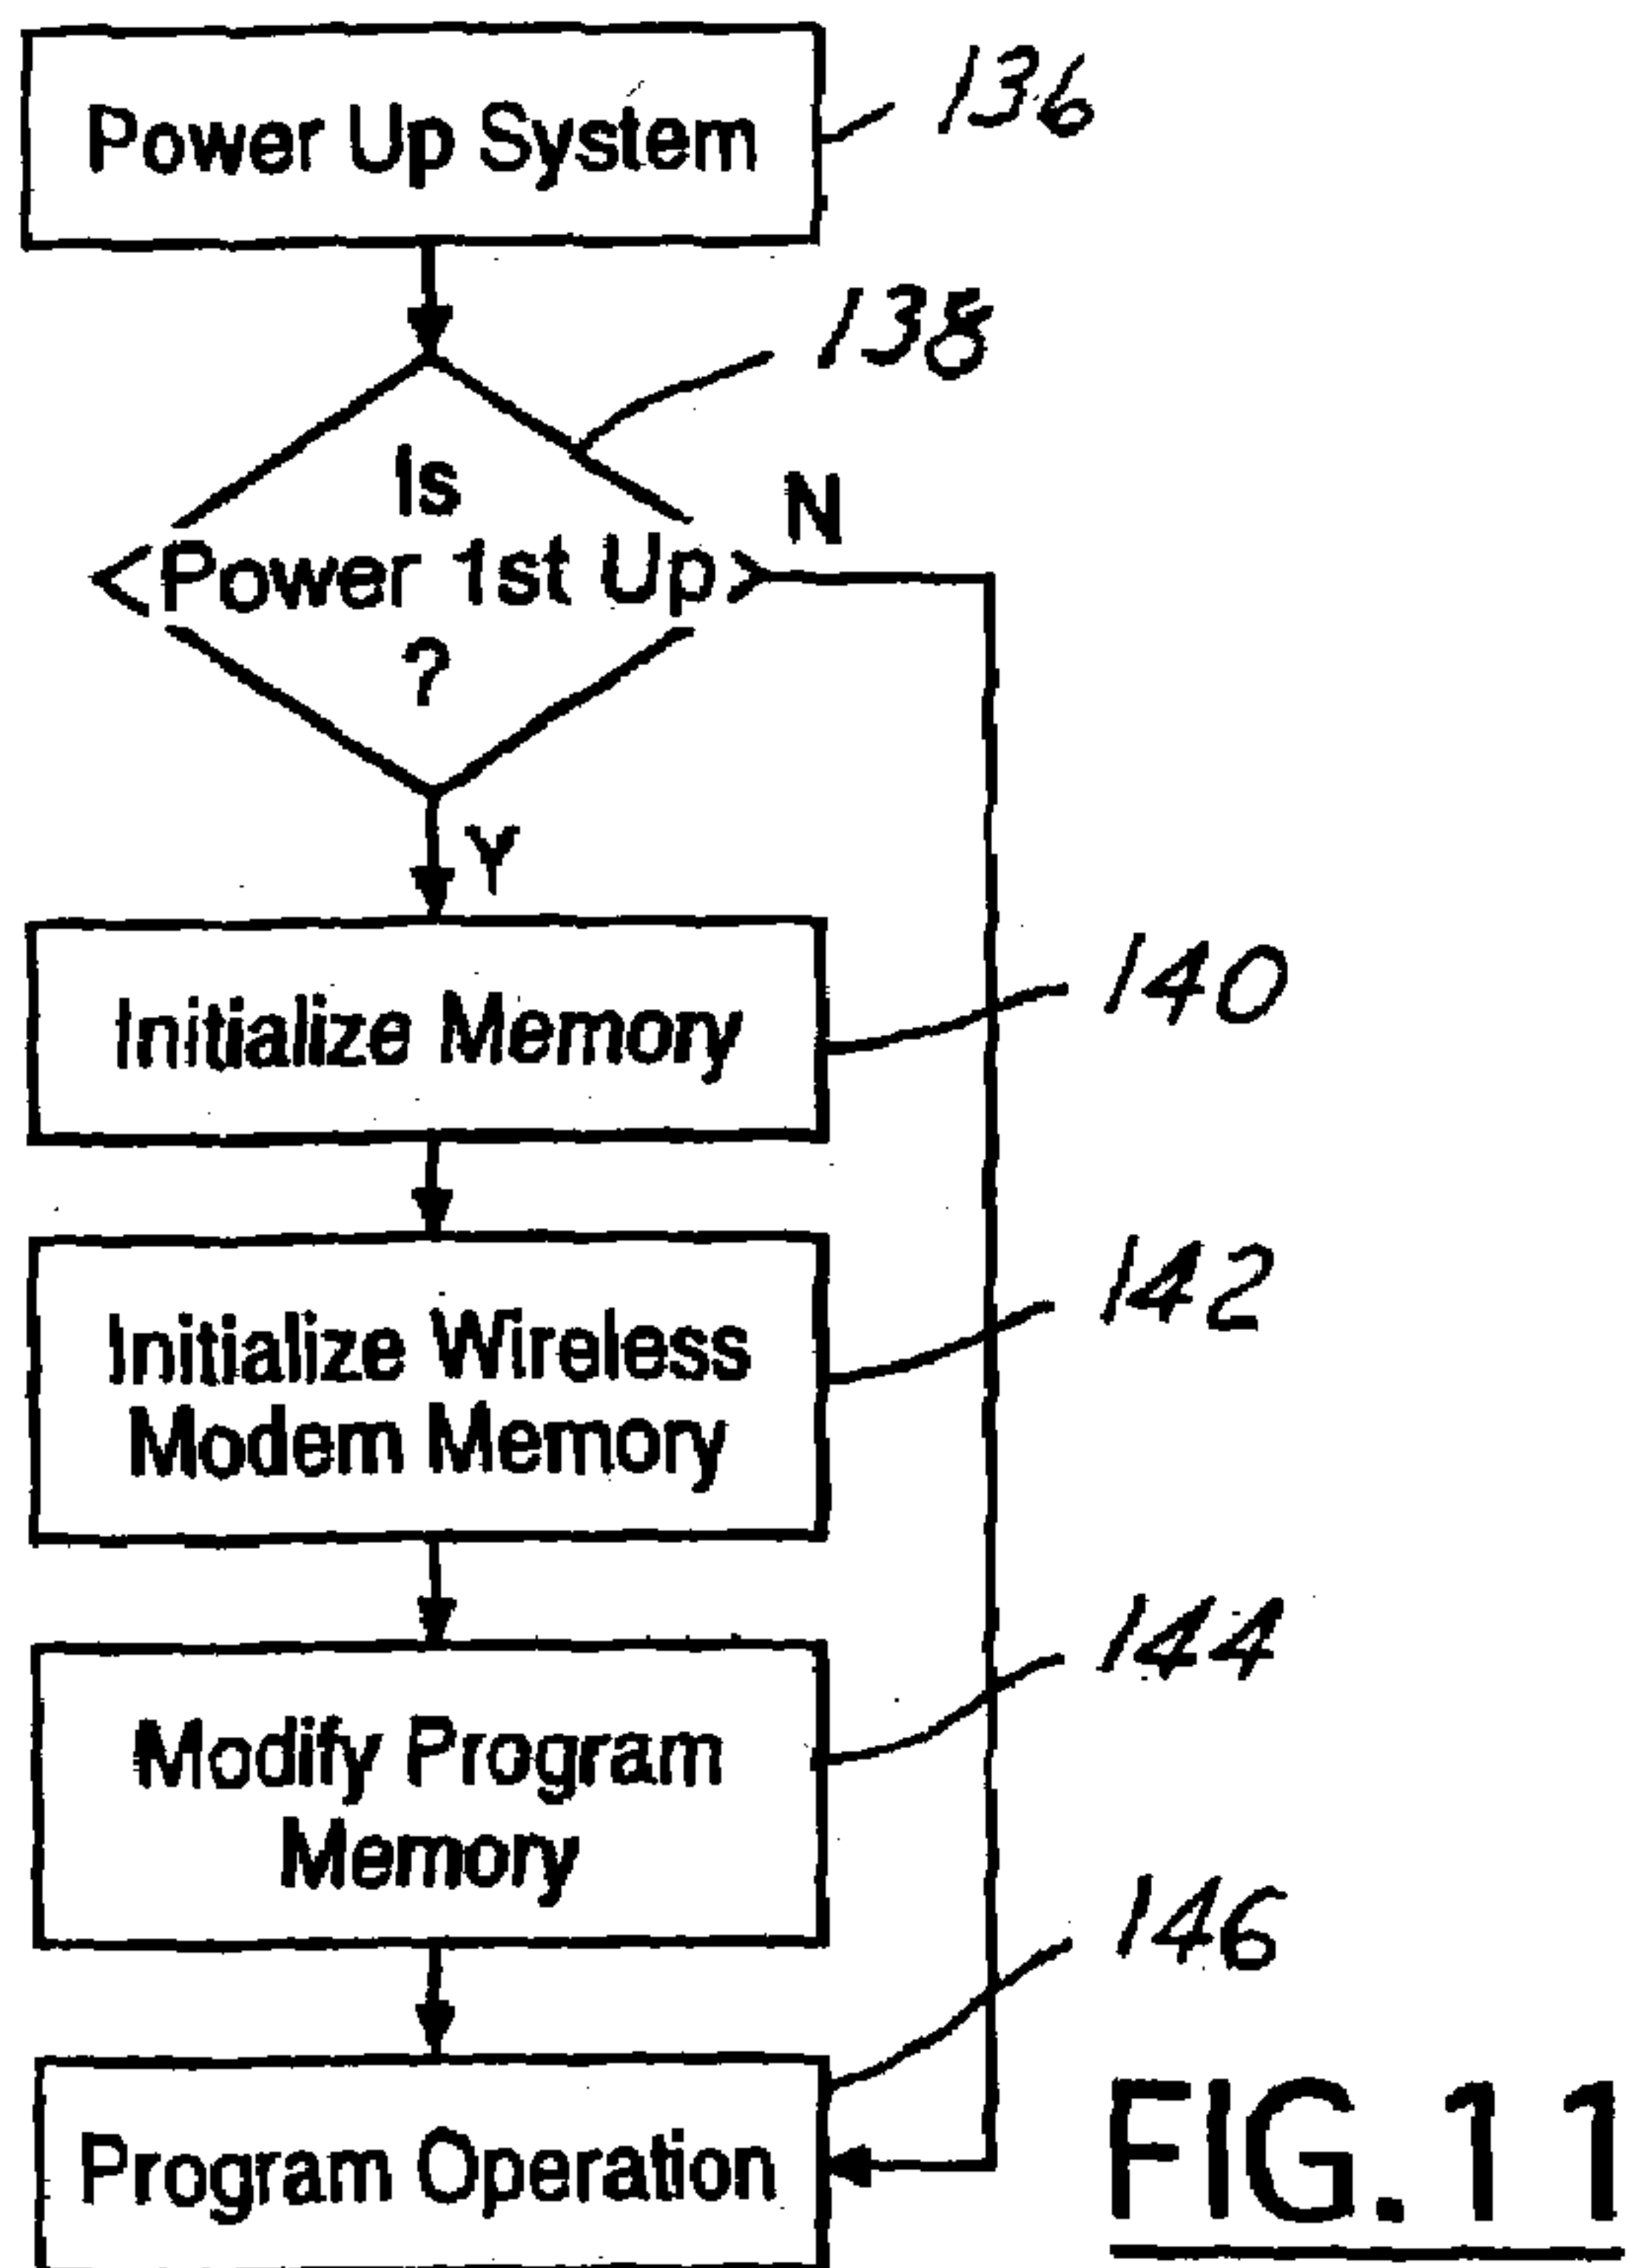 Power Up System
136
138
Is
Power 1st Up
?
N
Y
Initialize Memory
140
Initialize Wireless
Modem Memory
142
Modify Program
Memory
144
146
Program Operation
FIG.11